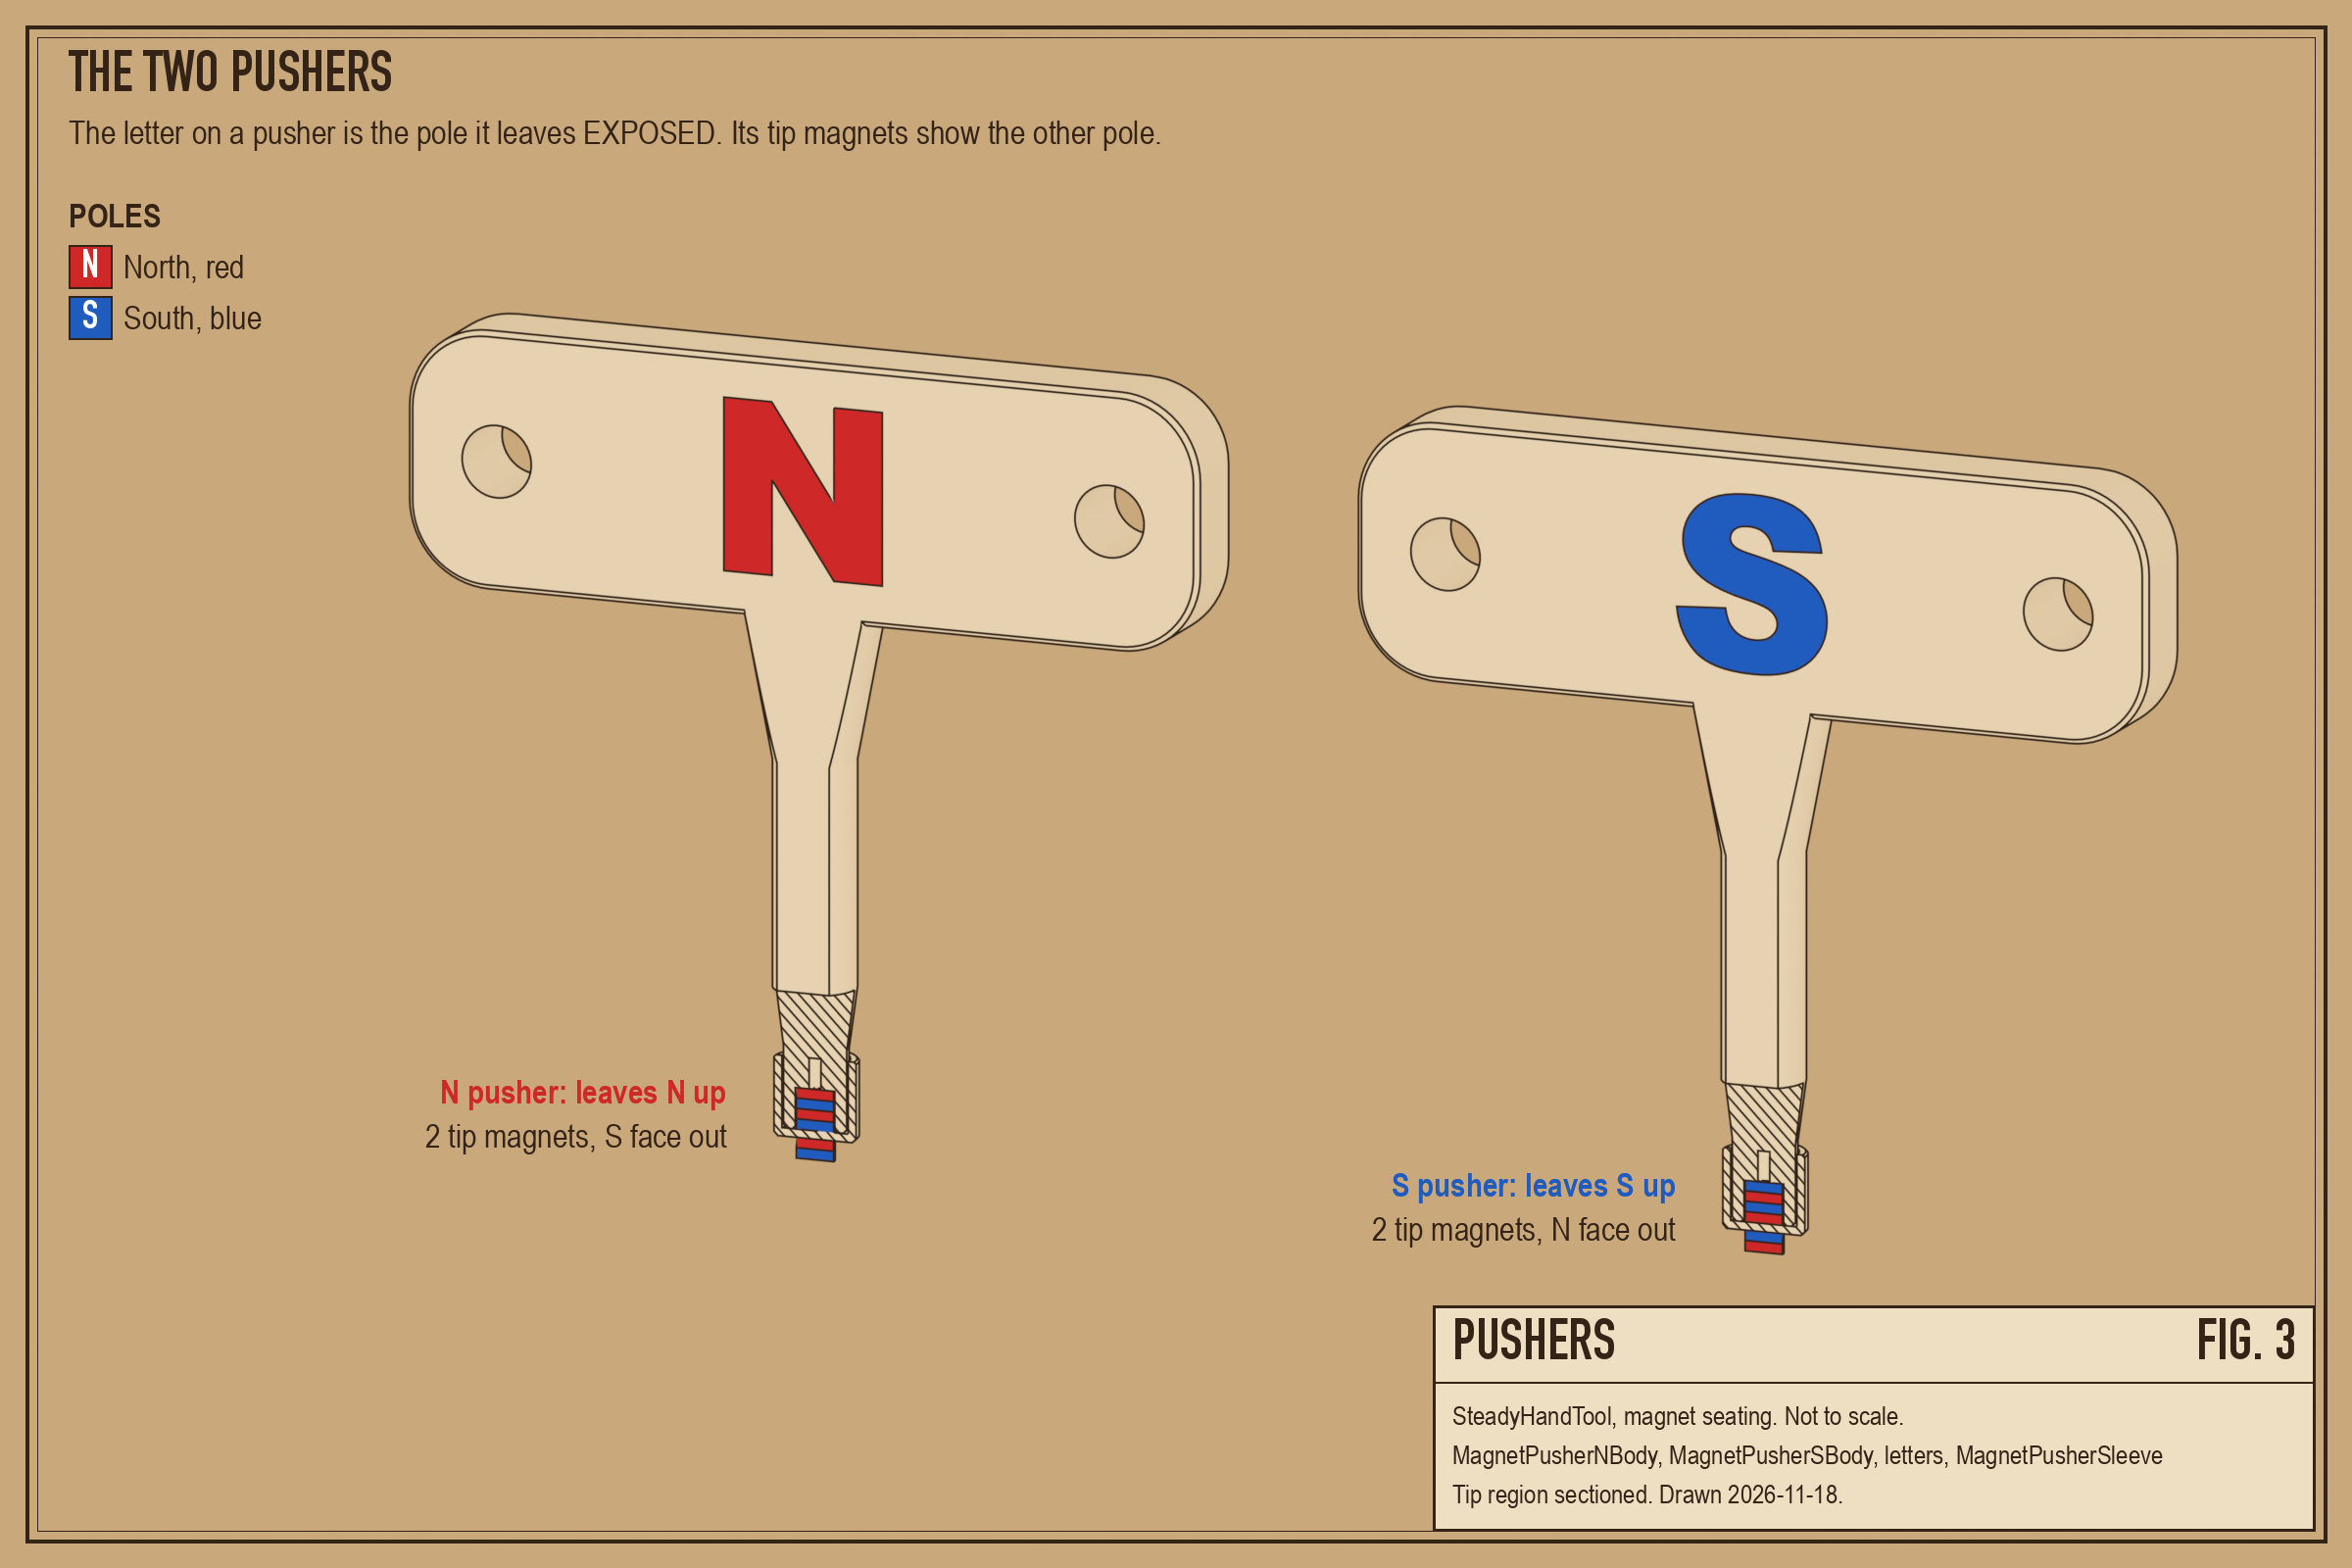 THE TWO PUSHERS
The letter on a pusher is the pole it leaves EXPOSED. Its tip magnets show the other pole.
POLES
N North, red
S South, blue
N
S
N pusher: leaves N up
2 tip magnets, S face out
S pusher: leaves S up
2 tip magnets, N face out
PUSHERS FIG. 3
SteadyHandTool, magnet seating. Not to scale.
MagnetPusherNBody, MagnetPusherSBody, letters, MagnetPusherSleeve
Tip region sectioned. Drawn 2026-11-18.